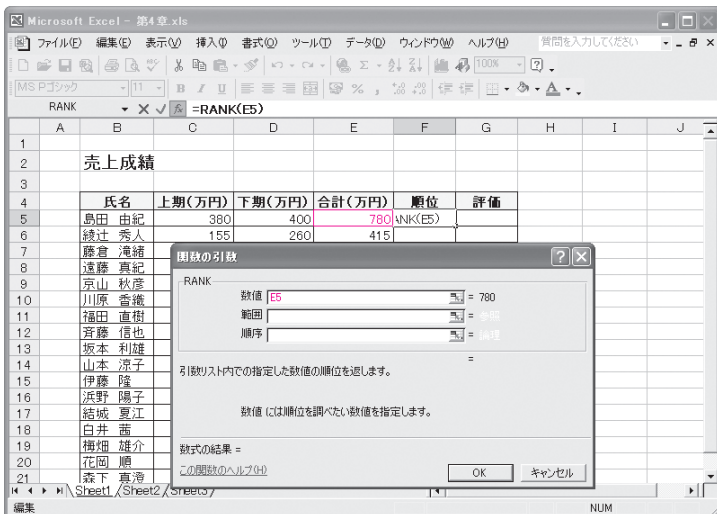 Microsoft Excel - 第4章.xls
ファイル(F) 編集(E) 表示(V) 挿入(I) 書式(O) ツール(T) データ(D) ウィンドウ(W) ヘルプ(H) 質問を入力してください
100%
MS Pゴシック 11 B I U
RANK =RANK(E5)
A B C D E F G H I J
1
2 売上成績
3
4 氏名 上期(万円) 下期(万円) 合計(万円) 順位 評価
5 島田 由紀 380 400 780 ANK(E5)
6 綾辻 秀人 155 260 415
7 藤倉 滝緒
8 遠藤 真紀
9 京山 秋彦
10 川原 香織
11 福田 直樹
12 斉藤 信也
13 坂本 利雄
14 山本 涼子
15 伊藤 隆
16 浜野 陽子
17 結城 夏江
18 白井 茜
19 梅畑 雄介
20 花岡 順
21 森下 真澄
関数の引数
RANK
数値 E5 = 780
範囲 = 参照
順序 = 論理
=
引数リスト内での指定した数値の順位を返します。
数値 には順位を調べたい数値を指定します。
数式の結果 =
この関数のヘルプ(H) OK キャンセル
Sheet1 Sheet2 Sheet3
編集 NUM